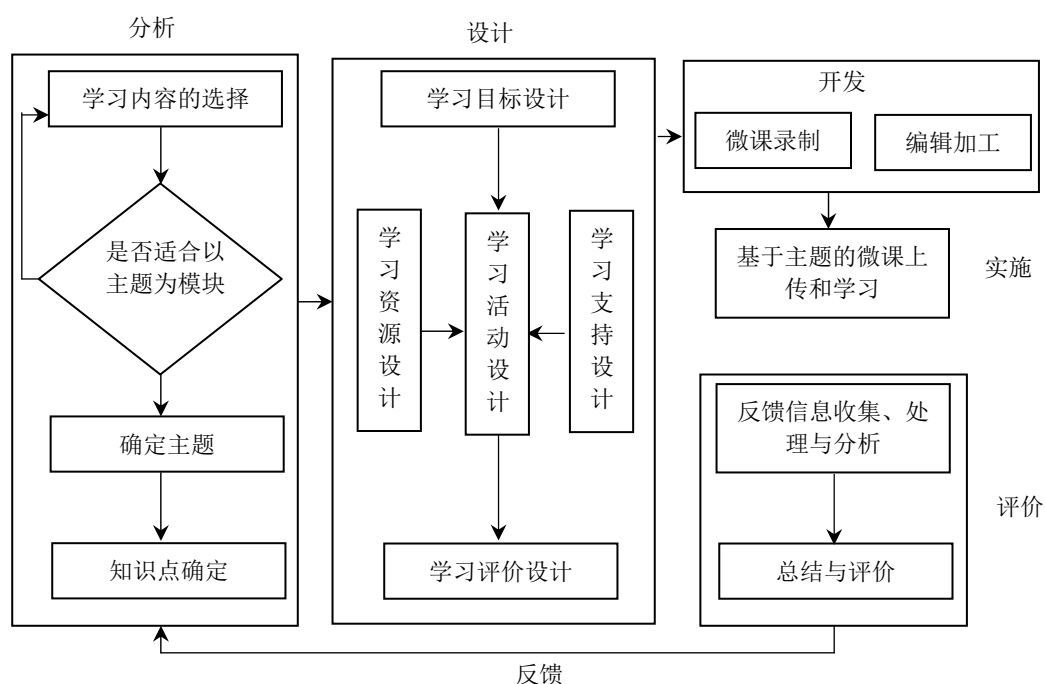 分析
学习内容的选择
是否适合以
主题为模块
确定主题
知识点确定
设计
学习目标设计
学习资源设计
学习活动设计
学习支持设计
学习评价设计
开发
微课录制
编辑加工
基于主题的微课上
传和学习
实施
反馈信息收集、处
理与分析
总结与评价
评价
反馈